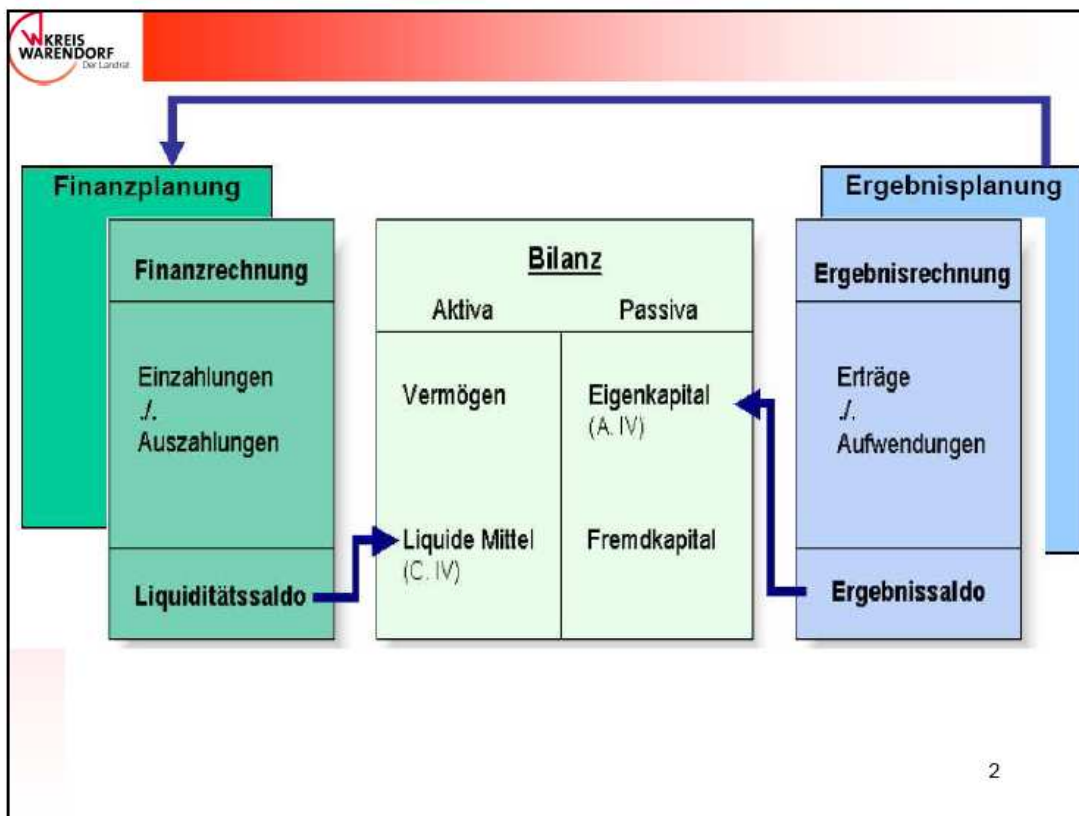 KREIS
WARENDORF
Der Landrat
Finanzplanung
Ergebnisplanung
Finanzrechnung
Einzahlungen
./.
Auszahlungen
Liquiditätssaldo
Bilanz
Aktiva Passiva
Vermögen Eigenkapital
(A. IV)
Liquide Mittel Fremdkapital
(C. IV)
Ergebnisrechnung
Erträge
./.
Aufwendungen
Ergebnissaldo
2